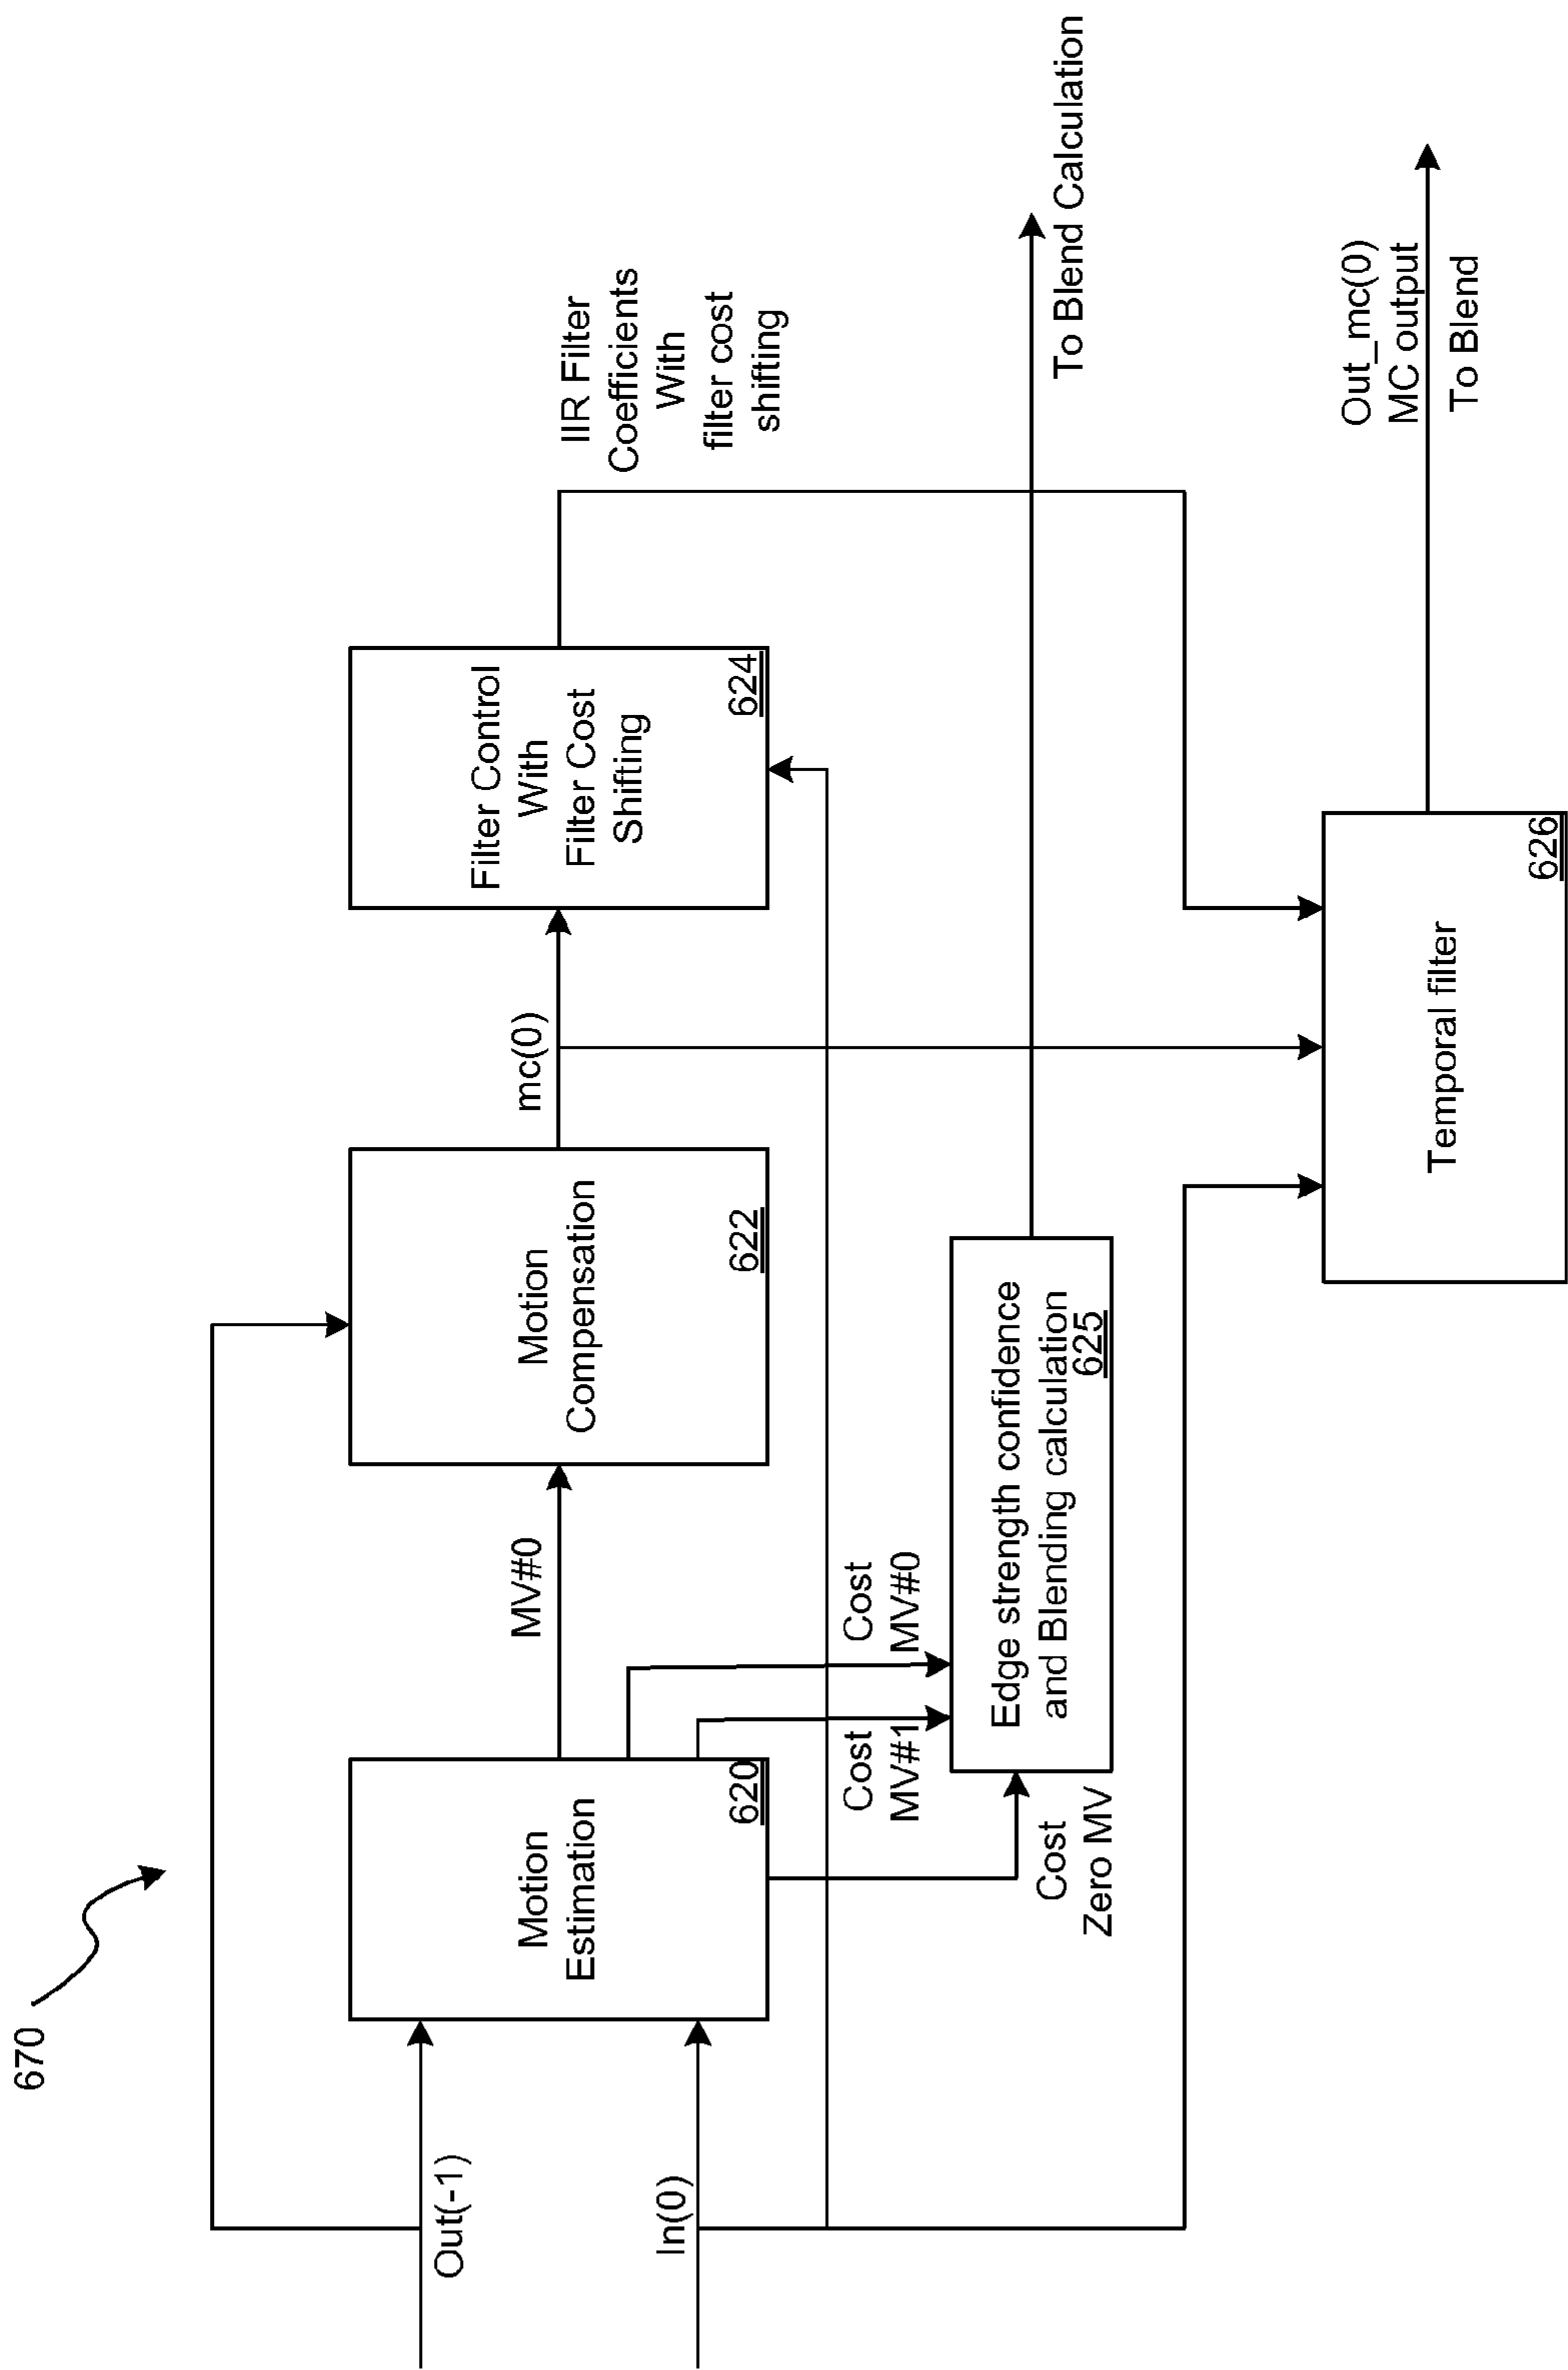 670
Out(-1)
In(0)
Motion
Estimation
620
MV#0
Motion
Compensation
622
mc(0)
Filter Control
With
Filter Cost
Shifting
624
IIR Filter
Coefficients
With
filter cost
shifting
Cost
MV#1
Cost
MV#0
Cost
Zero MV
Edge strength confidence
and Blending calculation
625
To Blend Calculation
Temporal filter
626
Out_mc(0)
MC output
To Blend